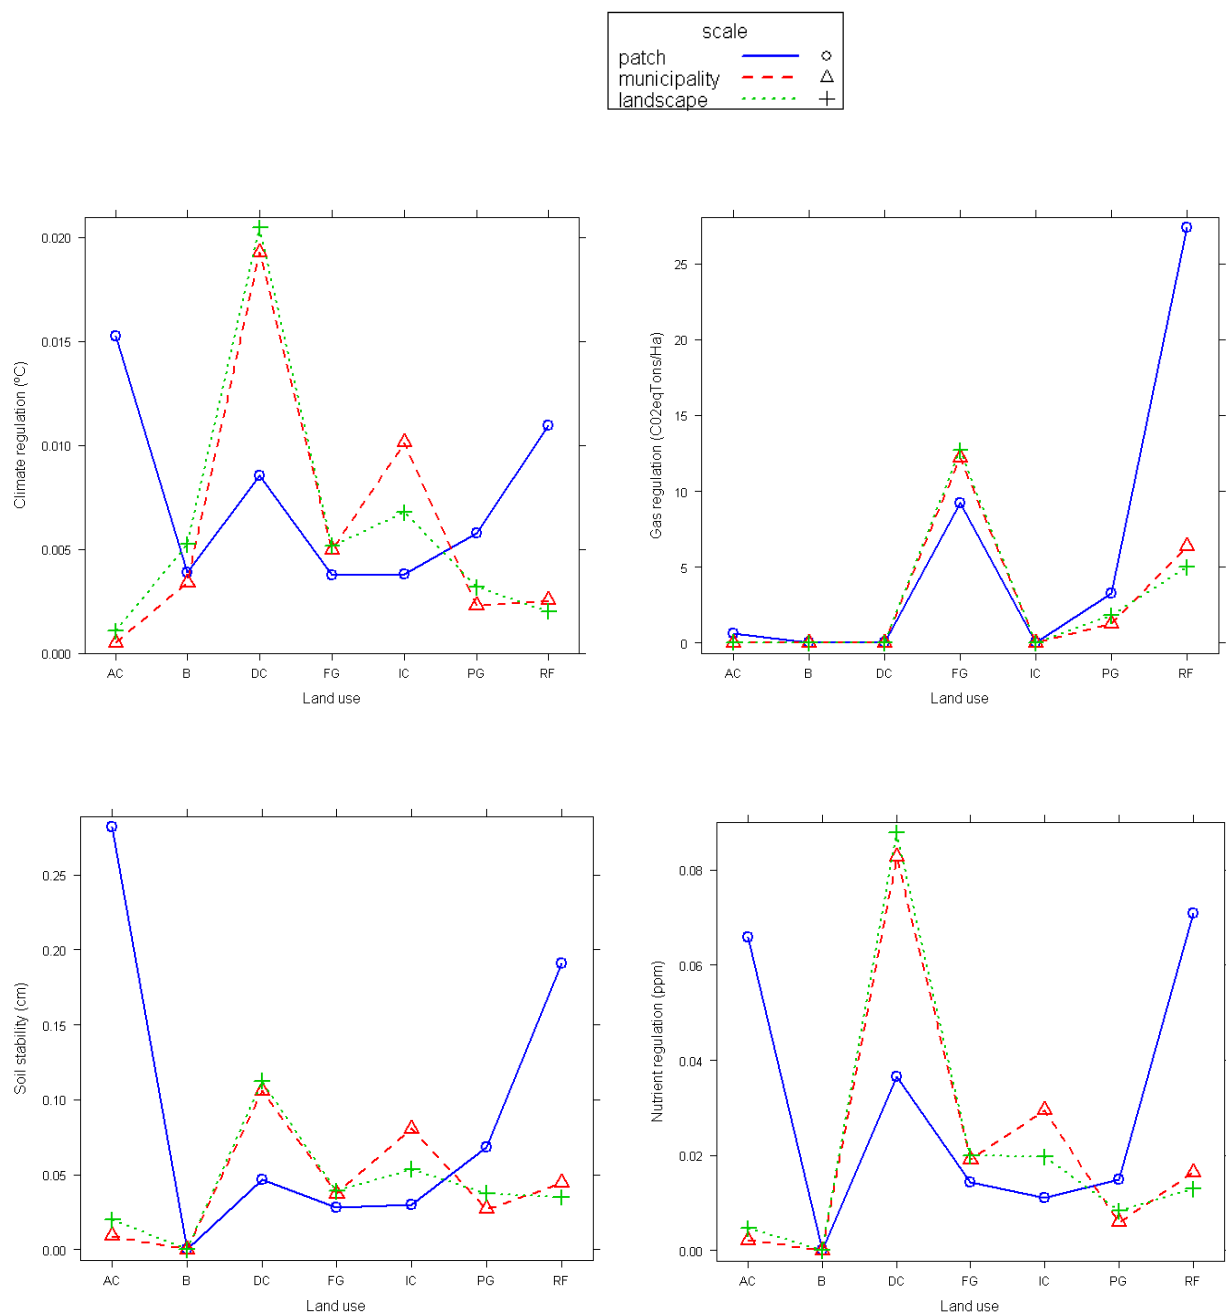 scale
patch
municipality
landscape
Climate regulation (ºC)
0.020
0.015
0.010
0.005
0.000
AC B DC FG IC PG RF
Land use
Gas regulation (C02eqTons/Ha)
25
20
15
10
5
0
AC B DC FG IC PG RF
Land use
Soil stability (cm)
0.25
0.20
0.15
0.10
0.05
0.00
AC B DC FG IC PG RF
Land use
Nutrient regulation (ppm)
0.08
0.06
0.04
0.02
0.00
AC B DC FG IC PG RF
Land use